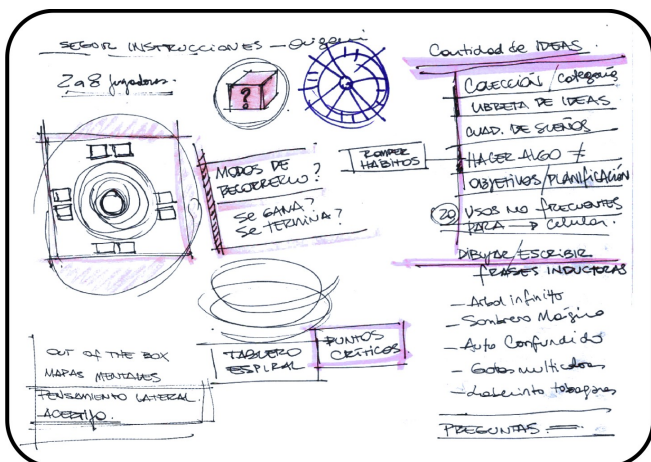 SEGUIR INSTRUCCIONES — Origami
2 a 8 jugadores.
?
MODOS DE
RECORRERLO?
SE GANA?
SE TERMINA?
TABLERO
ESPIRAL
PUNTOS
CRÍTICOS
OUT OF THE BOX
MAPAS MENTALES
PENSAMIENTO LATERAL.
ACERTIJO.
ROMPER
HÁBITOS
Cantidad de IDEAS.
COLECCIÓN / Categoría
LIBRETA DE IDEAS
CUAD. DE SUEÑOS
HACER ALGO ≠
OBJETIVOS/PLANIFICACIÓN
20 USOS NO FRECUENTES
PARA → celular.
DIBUJAR/ESCRIBIR
FRASES INDUCTORAS
- Arbol infinito
- Sombrero Mágico
- Auto Confundido
- Gotas multicolores
- Laberinto toboganes
PREGUNTAS.